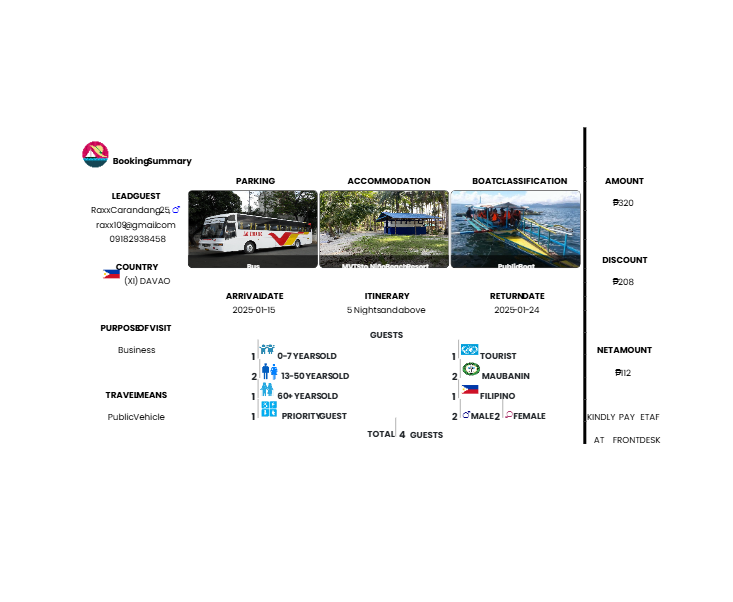 BookingSummary
PARKING
ACCOMMODATION
BOATCLASSIFICATION
AMOUNT
₱320
LEADGUEST
RaxxCarandang25,
raxx109@gmail.com
09182938458
Bus
PublicBoat
COUNTRY
(XI) DAVAO
DISCOUNT
₱208
ARRIVALDATE
2025-01-15
ITINERARY
5 Nightsandabove
RETURNDATE
2025-01-24
PURPOSEOFVISIT
Business
GUESTS
NETAMOUNT
₱112
1 0-7 YEARSOLD
2 13-50 YEARSOLD
1 60+ YEARSOLD
1 PRIORITYGUEST
1 TOURIST
2 MAUBANIN
1 FILIPINO
2 MALE 2 FEMALE
TRAVELMEANS
PublicVehicle
TOTAL 4 GUESTS
KINDLY PAY ETAF
AT FRONTDESK